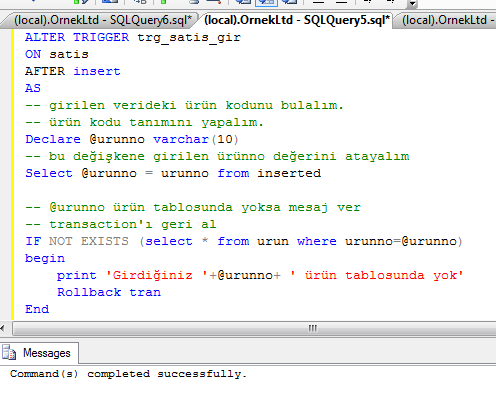 (local).OrnekLtd - SQLQuery6.sql* (local).OrnekLtd - SQLQuery5.sql* (local).OrnekLtd -
ALTER TRIGGER trg_satis_gir
ON satis
AFTER insert
AS
-- girilen verideki ürün kodunu bulalım.
-- ürün kodu tanımını yapalım.
Declare @urunno varchar(10)
-- bu değişkene girilen ürünno değerini atayalım
Select @urunno = urunno from inserted
-- @urunno ürün tablosunda yoksa mesaj ver
-- transaction'ı geri al
IF NOT EXISTS (select * from urun where urunno=@urunno)
begin
print 'Girdiğiniz '+@urunno+ ' ürün tablosunda yok'
Rollback tran
End
Messages
Command(s) completed successfully.